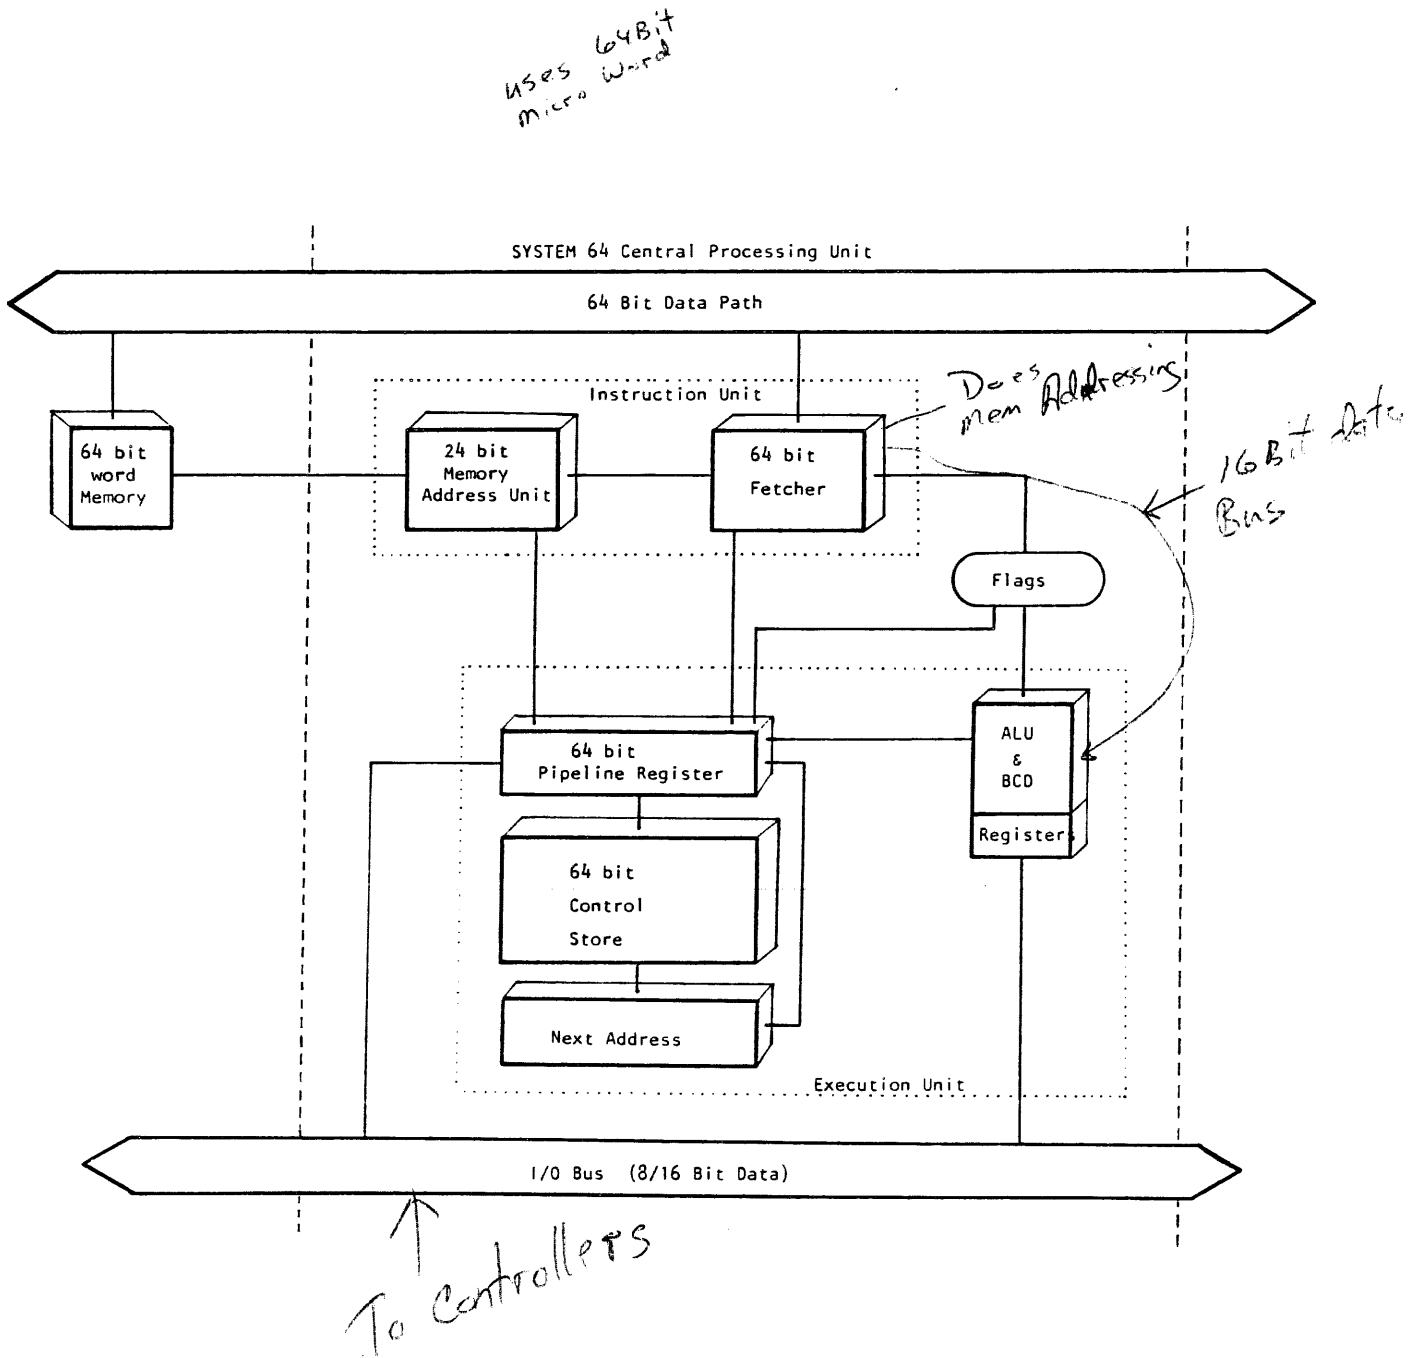 uses 64Bit
micro word
SYSTEM 64 Central Processing Unit
64 Bit Data Path
Instruction Unit
Does
mem Addressing
64 bit
word
Memory
24 bit
Memory
Address Unit
64 bit
Fetcher
16Bit data
Bus
Flags
64 bit
Pipeline Register
ALU
&
BCD
Registers
64 bit
Control
Store
Next Address
Execution Unit
I/O Bus (8/16 Bit Data)
To Controllers